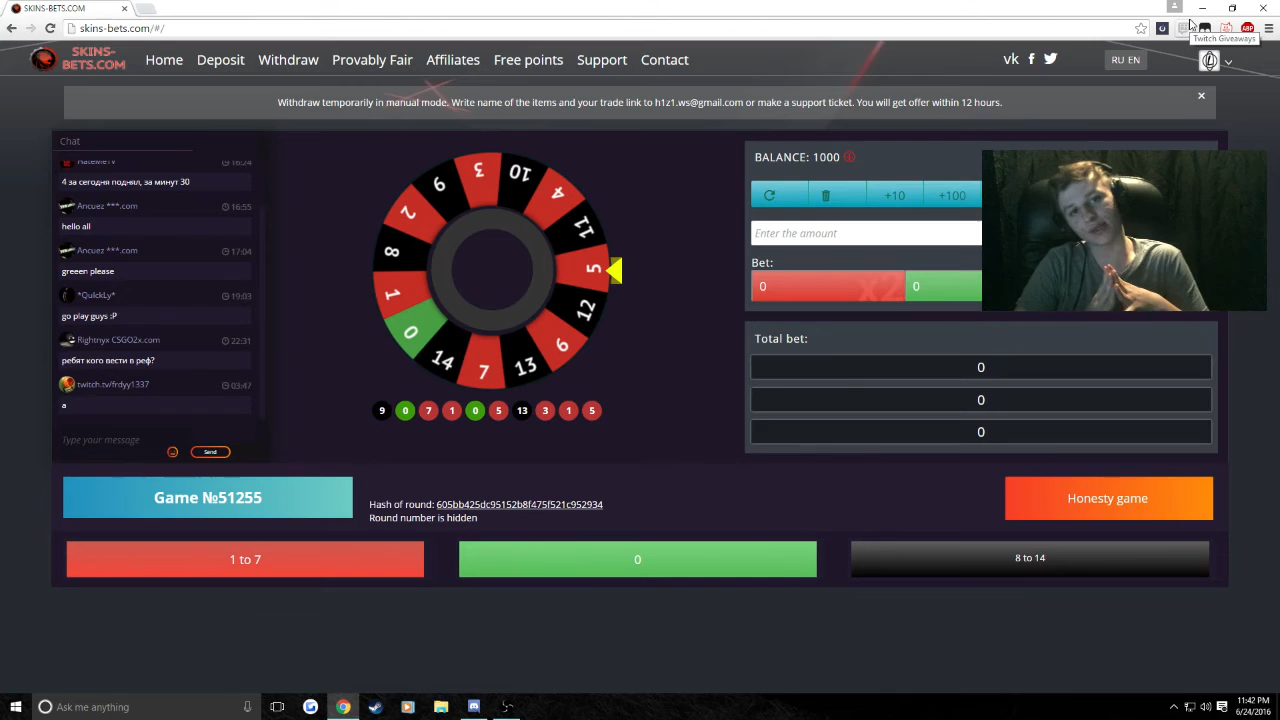 SKINS-BETS.COM
skins-bets.com/#/
Twitch Giveaways
SKINS-
BETS.COM
Home Deposit Withdraw Provably Fair Affiliates Free points Support Contact
vk
RU EN
Withdraw temporarily in manual mode. Write name of the items and your trade link to h1z1.ws@gmail.com or make a support ticket. You will get offer within 12 hours.
Chat
16:24
4 за сегодня поднял, за минут 30
Ancuez ***.com 16:55
hello all
Ancuez ***.com 17:04
greeen please
*QuIckLy* 19:03
go play guys :P
Rightnyx CSGO2x.com 22:31
ребят кого вести в реф?
twitch.tv/frdyy1337 03:47
a
Type your message
Send
3 10 4 11 5 12 6 13 7 14 0 1 8 2 9
9 0 7 1 0 5 13 3 1 5
BALANCE: 1000
+10 +100
Enter the amount
Bet:
0 x2 0
Total bet:
0
0
0
Game №51255
Hash of round: 605bb425dc95152b8f475f521c952934
Round number is hidden
Honesty game
1 to 7
0
8 to 14
Ask me anything
11:42 PM
6/24/2016